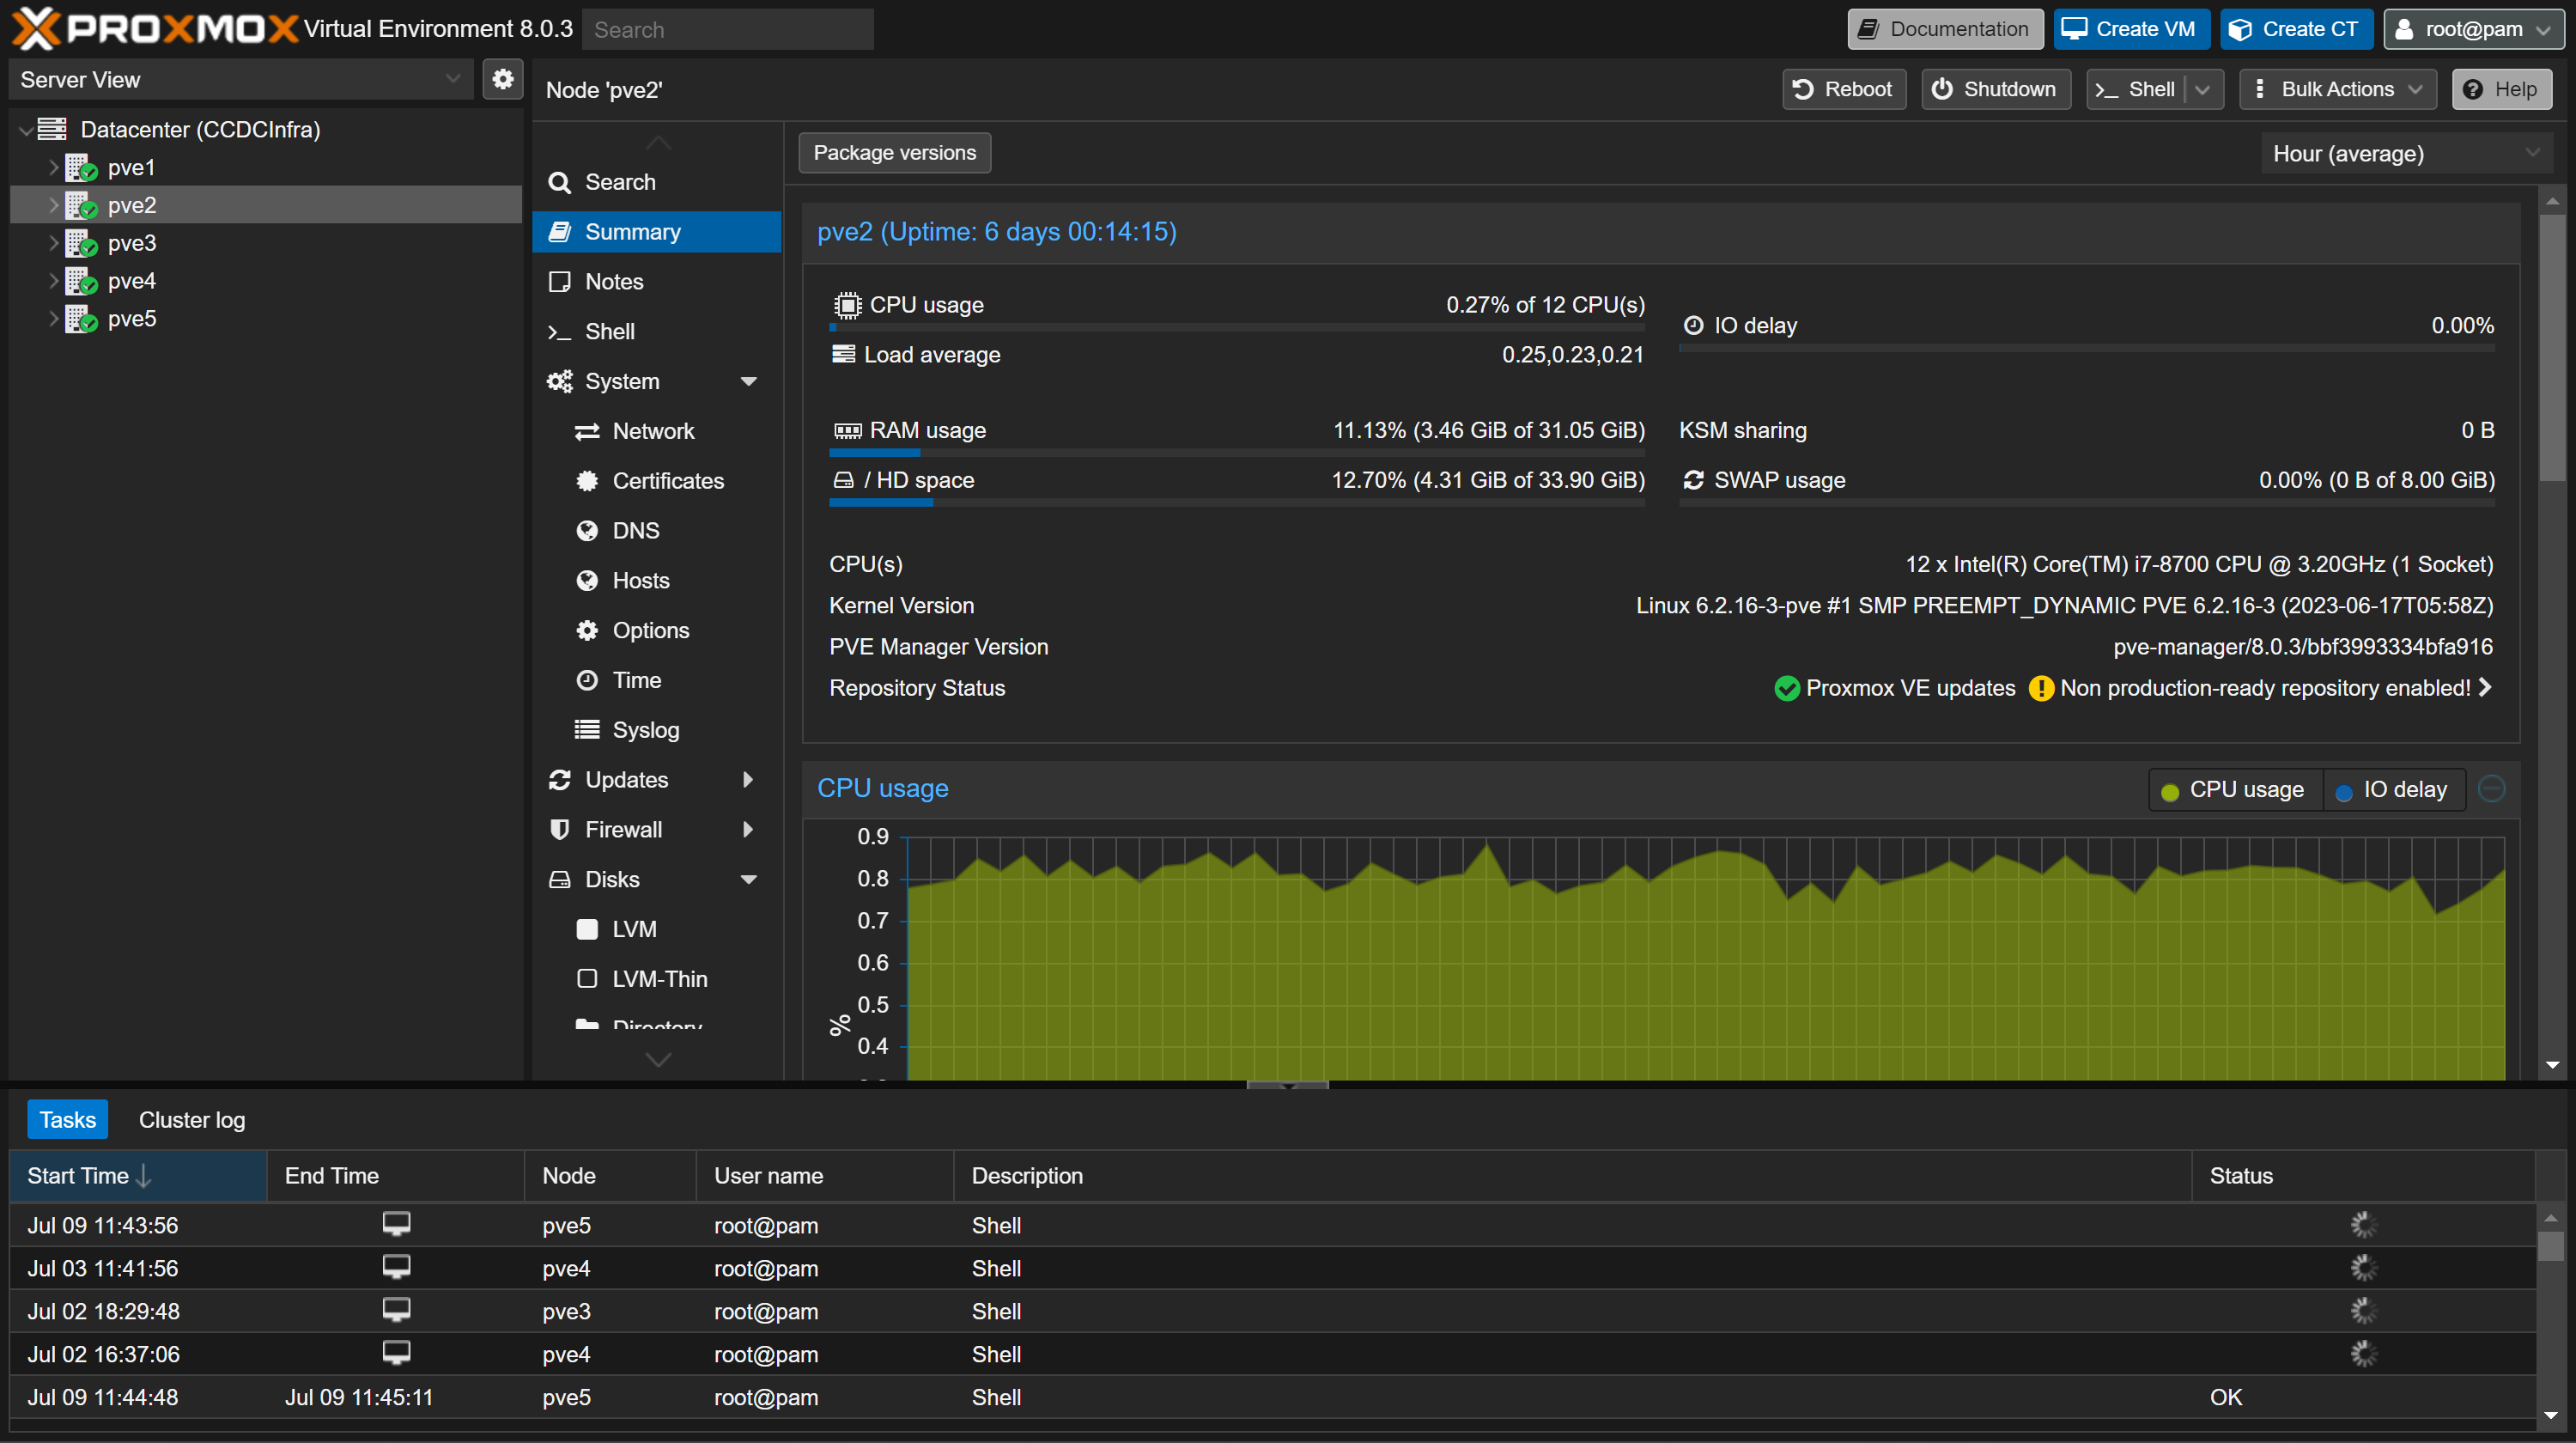 PROXMOX Virtual Environment 8.0.3 Search Documentation Create VM Create CT root@pam
Server View
Node 'pve2' Reboot Shutdown >_ Shell Bulk Actions Help
Datacenter (CCDCInfra)
pve1
pve2
pve3
pve4
pve5
Search
Summary
Notes
>_ Shell
System
Network
Certificates
DNS
Hosts
Options
Time
Syslog
Updates
Firewall
Disks
LVM
LVM-Thin
Directory
Package versions Hour (average)
pve2 (Uptime: 6 days 00:14:15)
CPU usage 0.27% of 12 CPU(s)
IO delay 0.00%
Load average 0.25,0.23,0.21
RAM usage 11.13% (3.46 GiB of 31.05 GiB) KSM sharing 0 B
/ HD space 12.70% (4.31 GiB of 33.90 GiB) SWAP usage 0.00% (0 B of 8.00 GiB)
CPU(s) 12 x Intel(R) Core(TM) i7-8700 CPU @ 3.20GHz (1 Socket)
Kernel Version Linux 6.2.16-3-pve #1 SMP PREEMPT_DYNAMIC PVE 6.2.16-3 (2023-06-17T05:58Z)
PVE Manager Version pve-manager/8.0.3/bbf3993334bfa916
Repository Status Proxmox VE updates Non production-ready repository enabled!
CPU usage CPU usage IO delay
0.9
0.8
0.7
0.6
0.5
%
0.4
Tasks Cluster log
Start Time End Time Node User name Description Status
Jul 09 11:43:56 pve5 root@pam Shell
Jul 03 11:41:56 pve4 root@pam Shell
Jul 02 18:29:48 pve3 root@pam Shell
Jul 02 16:37:06 pve4 root@pam Shell
Jul 09 11:44:48 Jul 09 11:45:11 pve5 root@pam Shell OK